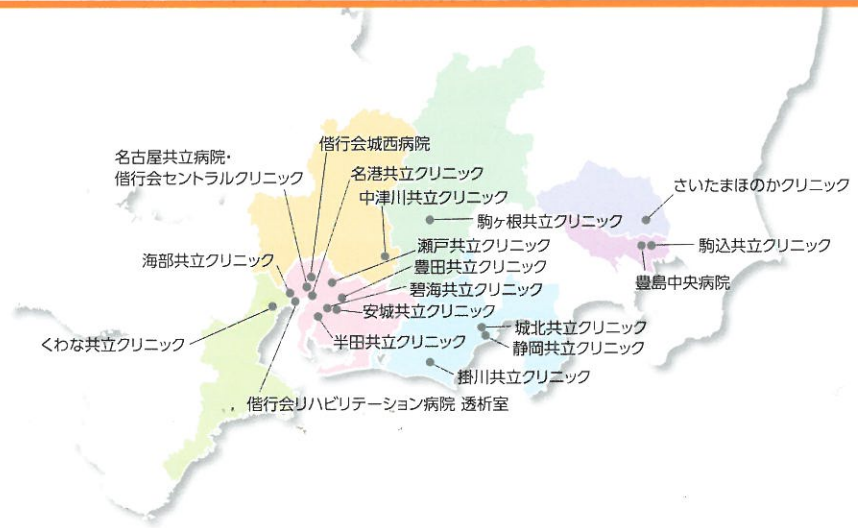 偕行会城西病院
名古屋共立病院・
偕行会セントラルクリニック
名港共立クリニック
中津川共立クリニック
さいたまほのかクリニック
駒ヶ根共立クリニック
瀬戸共立クリニック
駒込共立クリニック
海部共立クリニック
豊田共立クリニック
豊島中央病院
碧海共立クリニック
安城共立クリニック
城北共立クリニック
くわな共立クリニック
半田共立クリニック
静岡共立クリニック
掛川共立クリニック
偕行会リハビリテーション病院 透析室